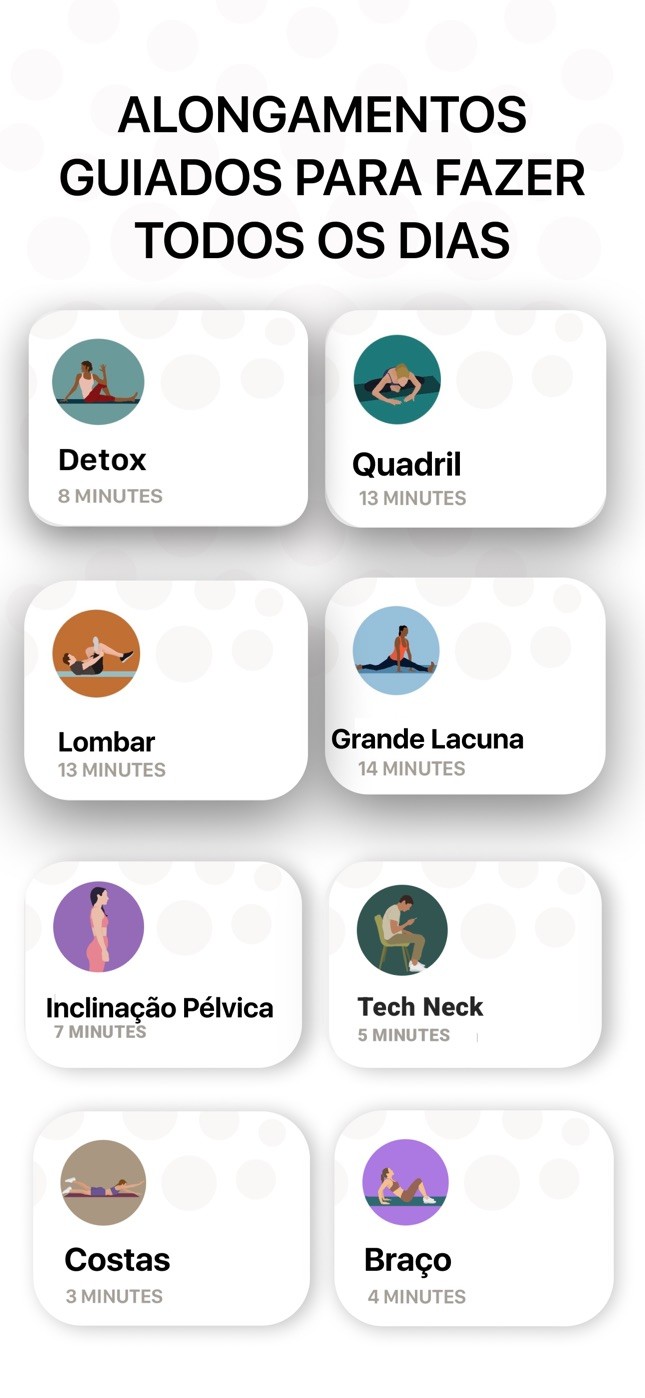 ALONGAMENTOS
GUIADOS PARA FAZER
TODOS OS DIAS
Detox
8 MINUTES
Quadril
13 MINUTES
Lombar
13 MINUTES
Grande Lacuna
14 MINUTES
Inclinação Pélvica
7 MINUTES
Tech Neck
5 MINUTES
Costas
3 MINUTES
Braço
4 MINUTES